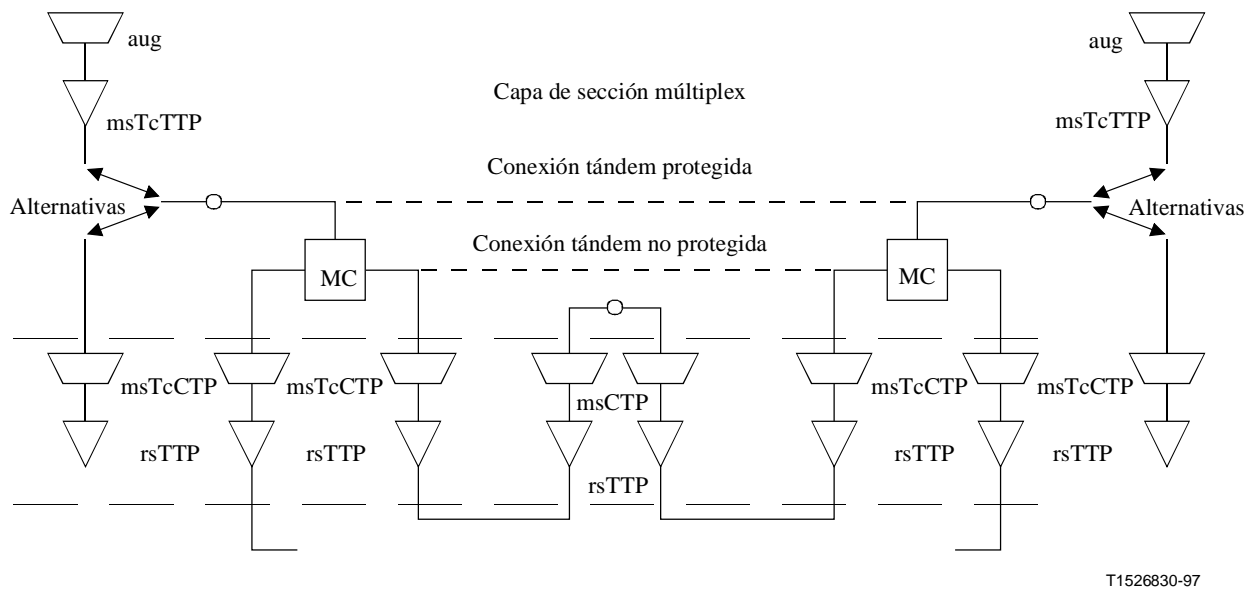 aug
aug
Capa de sección múltiplex
msTcTTP
msTcTTP
Conexión tándem protegida
Alternativas
Alternativas
Conexión tándem no protegida
MC
MC
msTcCTP
msTcCTP
msCTP
msTcCTP
msTcCTP
rsTTP
rsTTP
rsTTP
rsTTP
rsTTP
T1526830-97